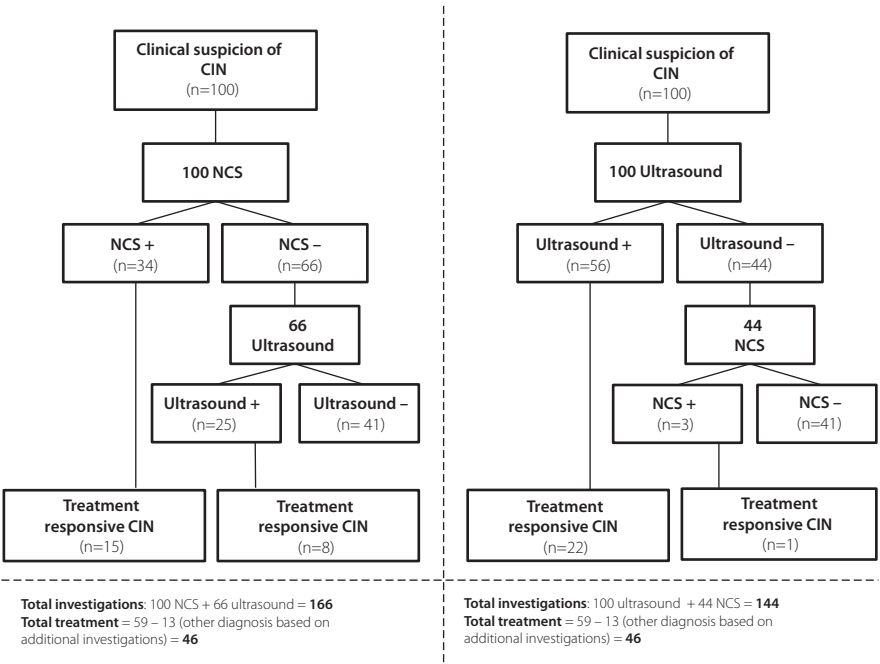 Clinical suspicion of
CIN
(n=100)
100 NCS
NCS +
(n=34)
NCS –
(n=66)
66
Ultrasound
Ultrasound +
(n=25)
Ultrasound –
(n= 41)
Treatment
responsive CIN
(n=15)
Treatment
responsive CIN
(n=8)
Total investigations: 100 NCS + 66 ultrasound = 166
Total treatment = 59 – 13 (other diagnosis based on
additional investigations) = 46
Clinical suspicion of
CIN
(n=100)
100 Ultrasound
Ultrasound +
(n=56)
Ultrasound –
(n=44)
44
NCS
NCS +
(n=3)
NCS –
(n=41)
Treatment
responsive CIN
(n=22)
Treatment
responsive CIN
(n=1)
Total investigations: 100 ultrasound + 44 NCS = 144
Total treatment = 59 – 13 (other diagnosis based on
additional investigations) = 46